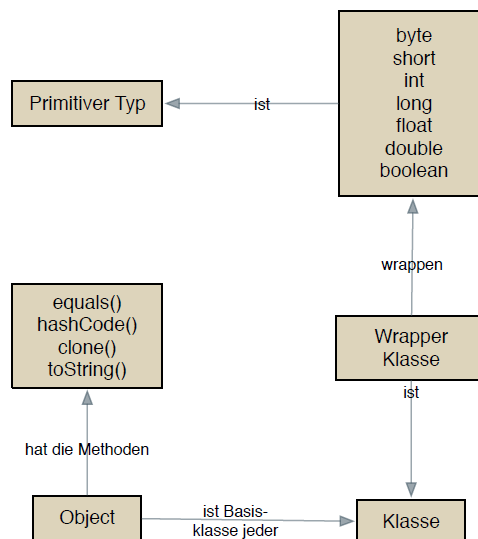 byte
short
int
long
float
double
boolean
Primitiver Typ
ist
wrappen
equals()
hashCode()
clone()
toString()
Wrapper
Klasse
ist
hat die Methoden
Object
ist Basis-
klasse jeder
Klasse